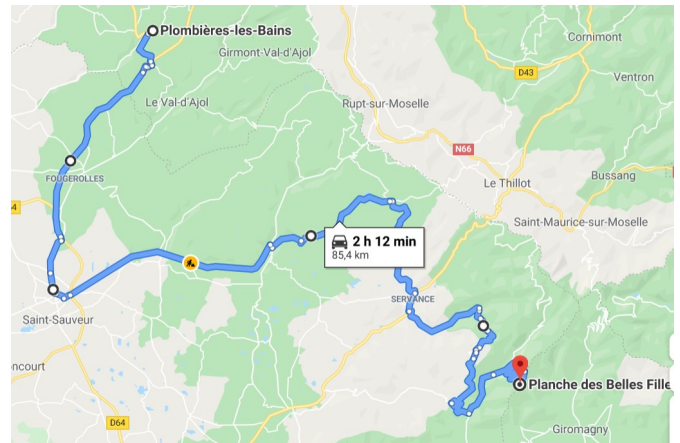 Plombières-les-Bains
Girmont-Val-d'Ajol
Cornimont
D43
Ventron
Le Val-d'Ajol
Rupt-sur-Moselle
N66
FOUGEROLLES
Le Thillot
Bussang
4
Saint-Maurice-sur-Moselle
2 h 12 min
85,4 km
SERVANCE
Saint-Sauveur
oncourt
Planche des Belles Fille
D64
Giromagny